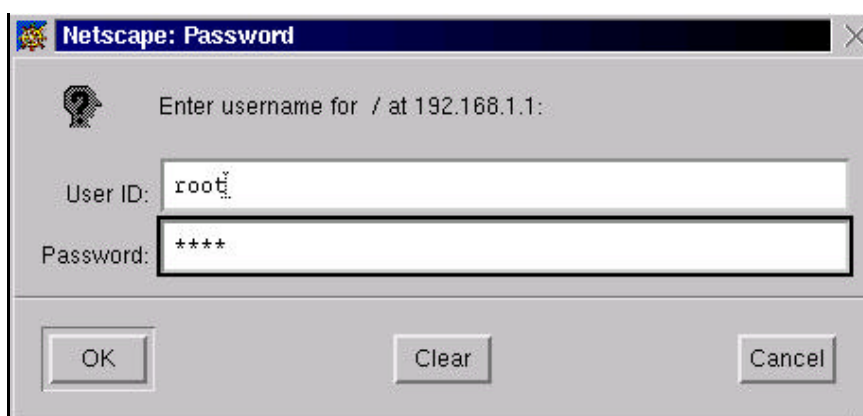 Netscape: Password
Enter username for / at 192.168.1.1:
User ID: root
Password: ****
OK Clear Cancel